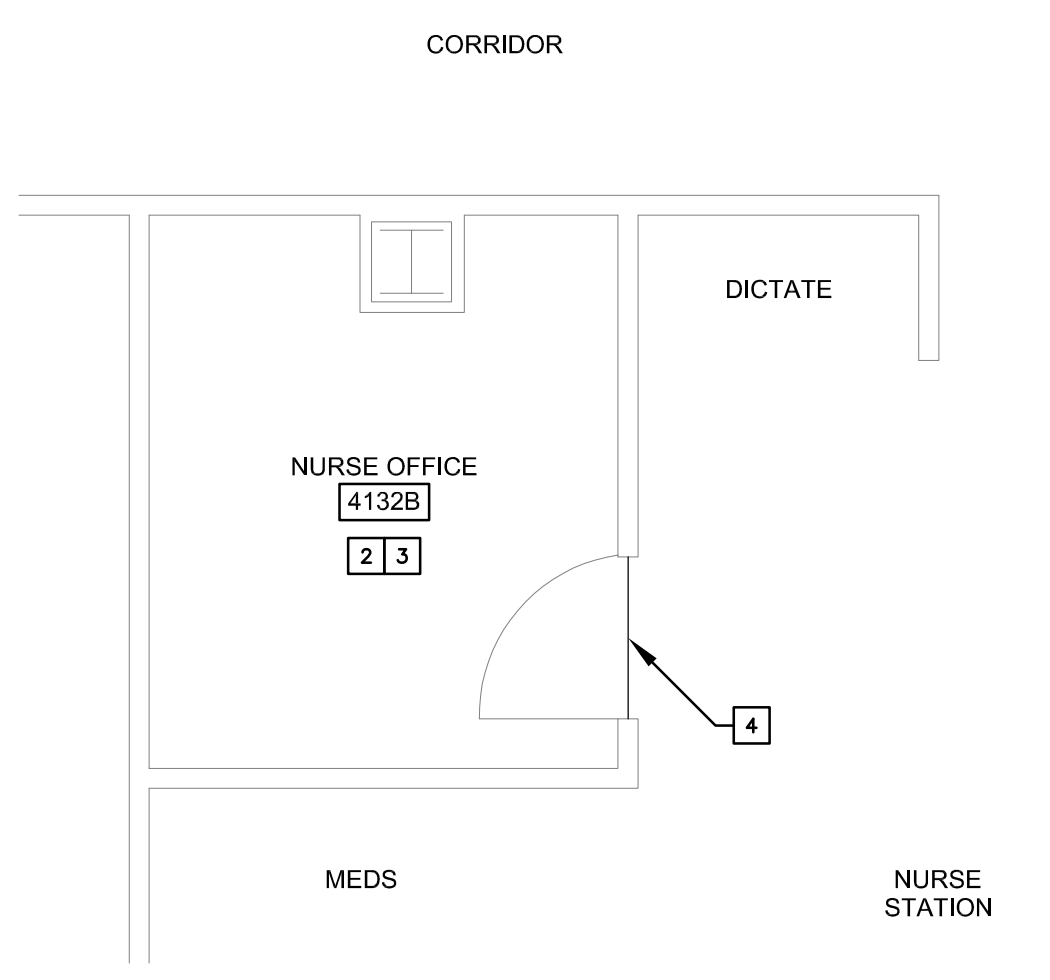 CORRIDOR
DICTATE
NURSE OFFICE
4132B
2 3
4
MEDS
NURSE
STATION